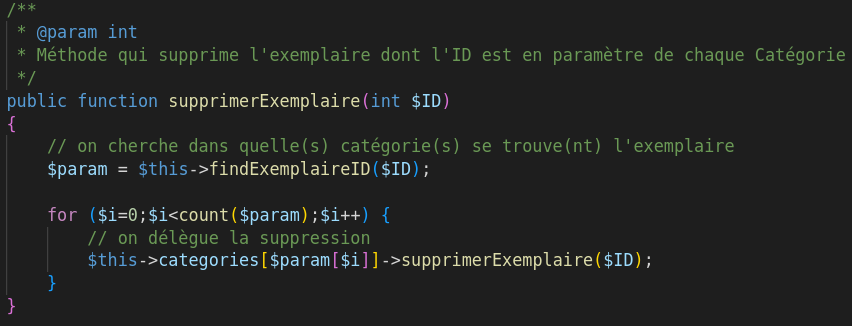 /**
 * @param int
 * Méthode qui supprime l'exemplaire dont l'ID est en paramètre de chaque Catégorie
 */
public function supprimerExemplaire(int $ID)
{
    // on cherche dans quelle(s) catégorie(s) se trouve(nt) l'exemplaire
    $param = $this->findExemplaireID($ID);

    for ($i=0;$i<count($param);$i++) {
        // on délègue la suppression
        $this->categories[$param[$i]]->supprimerExemplaire($ID);
    }
}